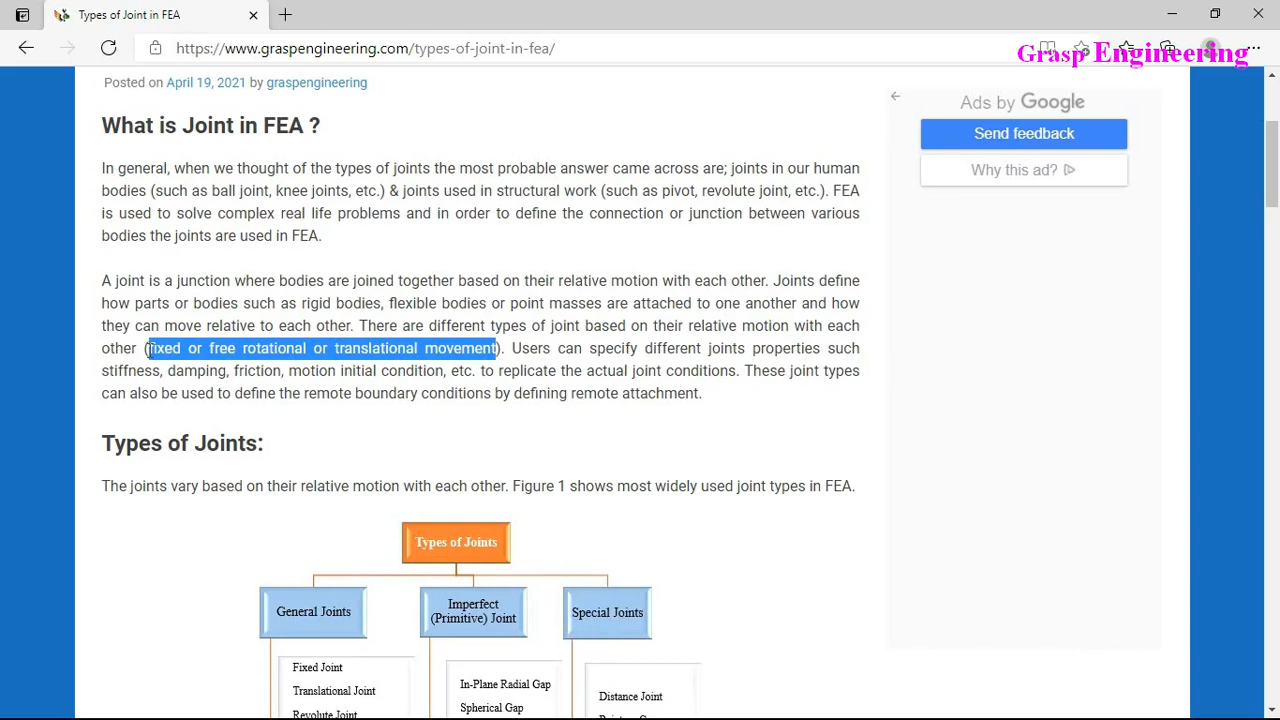 Types of Joint in FEA
https://www.graspengineering.com/types-of-joint-in-fea/
Grasp Engineering
Posted on April 19, 2021 by graspengineering
What is Joint in FEA ?
In general, when we thought of the types of joints the most probable answer came across are; joints in our human
bodies (such as ball joint, knee joints, etc.) & joints used in structural work (such as pivot, revolute joint, etc.). FEA
is used to solve complex real life problems and in order to define the connection or junction between various
bodies the joints are used in FEA.
A joint is a junction where bodies are joined together based on their relative motion with each other. Joints define
how parts or bodies such as rigid bodies, flexible bodies or point masses are attached to one another and how
they can move relative to each other. There are different types of joint based on their relative motion with each
other (fixed or free rotational or translational movement). Users can specify different joints properties such
stiffness, damping, friction, motion initial condition, etc. to replicate the actual joint conditions. These joint types
can also be used to define the remote boundary conditions by defining remote attachment.
Types of Joints:
The joints vary based on their relative motion with each other. Figure 1 shows most widely used joint types in FEA.
Types of Joints
General Joints
Imperfect
(Primitive) Joint
Special Joints
Fixed Joint
Translational Joint
Revolute Joint
In-Plane Radial Gap
Spherical Gap
Distance Joint
Ads by Google
Send feedback
Why this ad?